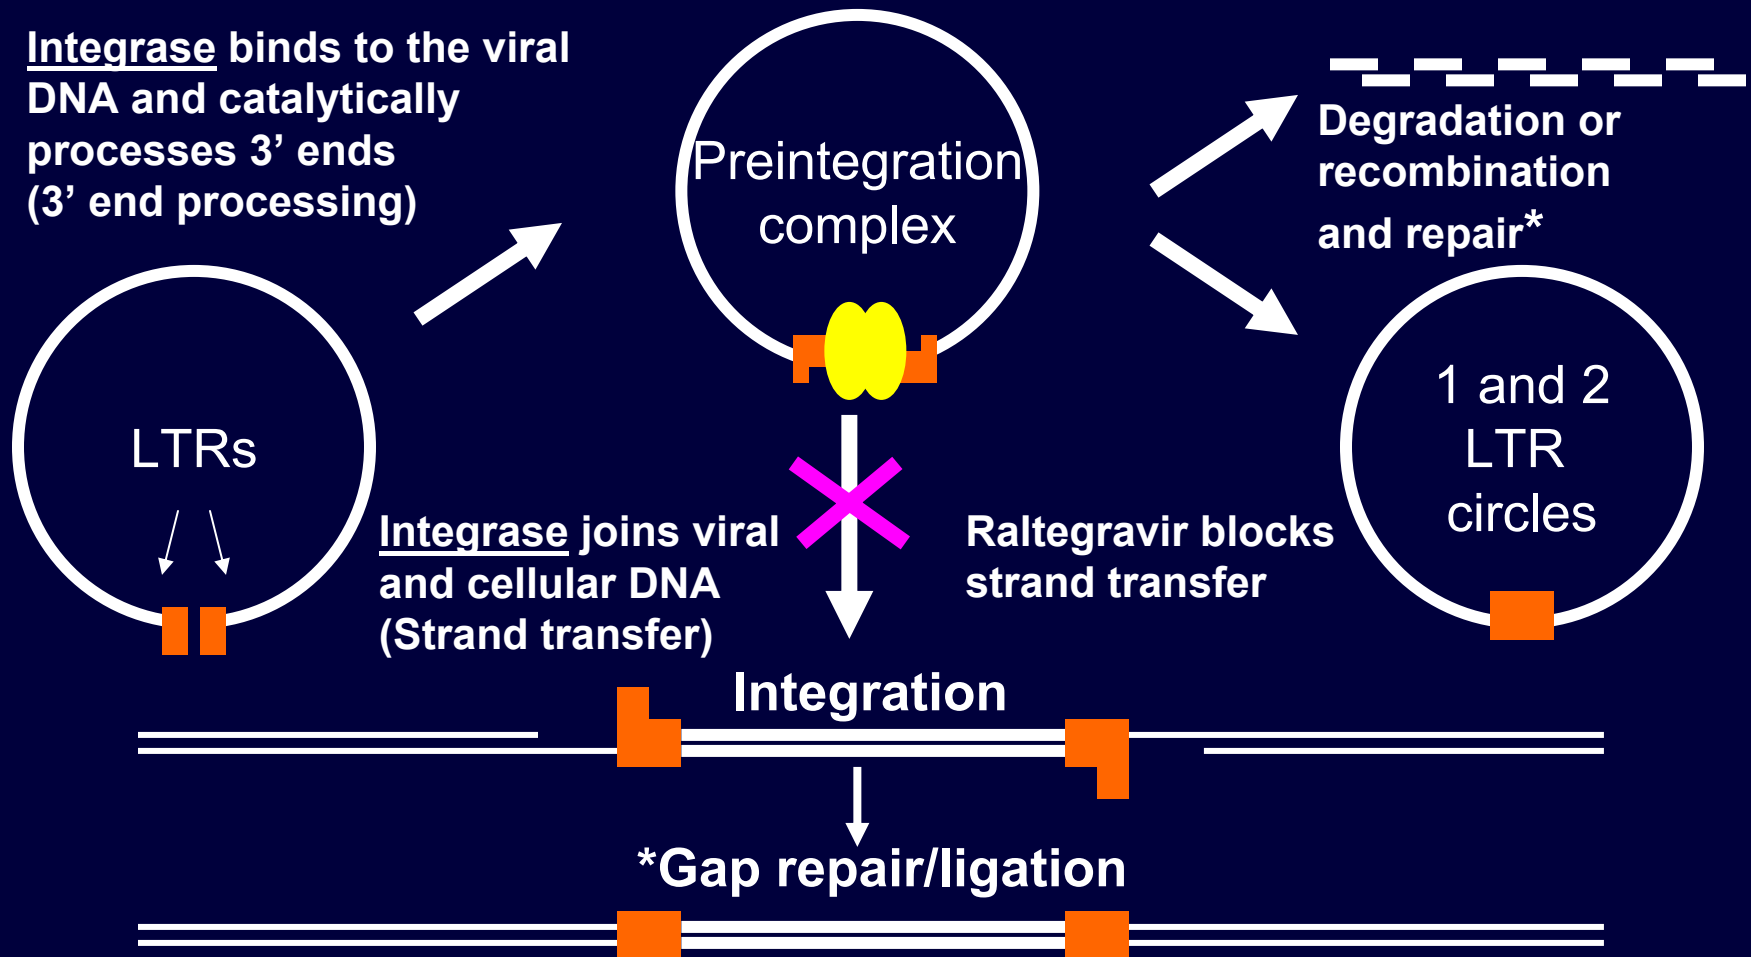 Integrase binds to the viral
DNA and catalytically
processes 3’ ends
(3’ end processing)
Preintegration
complex
Degradation or
recombination
and repair*
LTRs
1 and 2
LTR
circles
Integrase joins viral
and cellular DNA
(Strand transfer)
Raltegravir blocks
strand transfer
Integration
*Gap repair/ligation